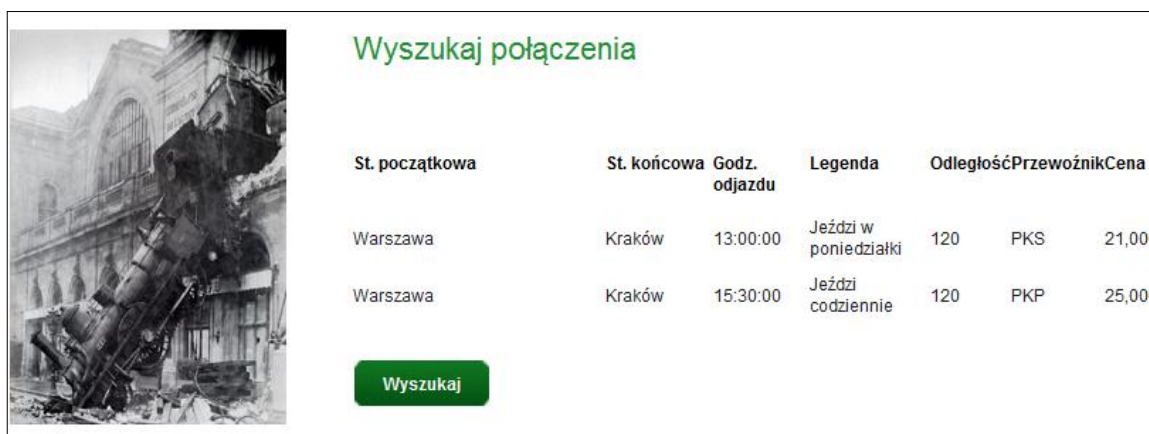 Wyszukaj połączenia
St. początkowa St. końcowa Godz. odjazdu Legenda OdległośćPrzewoźnikCena
Warszawa Kraków 13:00:00 Jeździ w poniedziałki 120 PKS 21,00
Warszawa Kraków 15:30:00 Jeździ codziennie 120 PKP 25,00
Wyszukaj